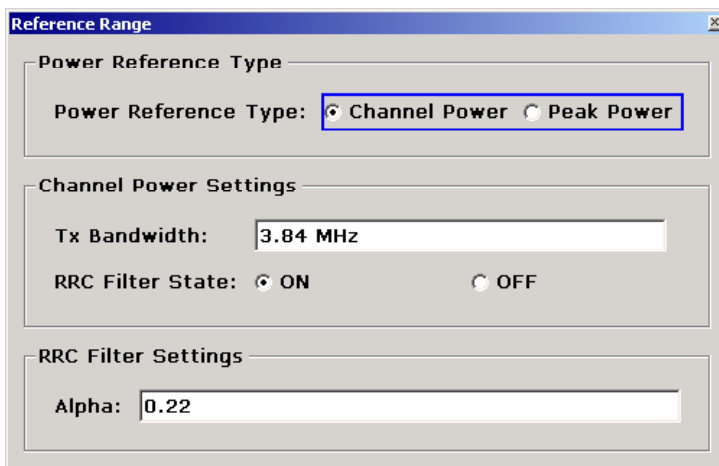 Reference Range
Power Reference Type
Power Reference Type: Channel Power Peak Power
Channel Power Settings
Tx Bandwidth: 3.84 MHz
RRC Filter State: ON OFF
RRC Filter Settings
Alpha: 0.22